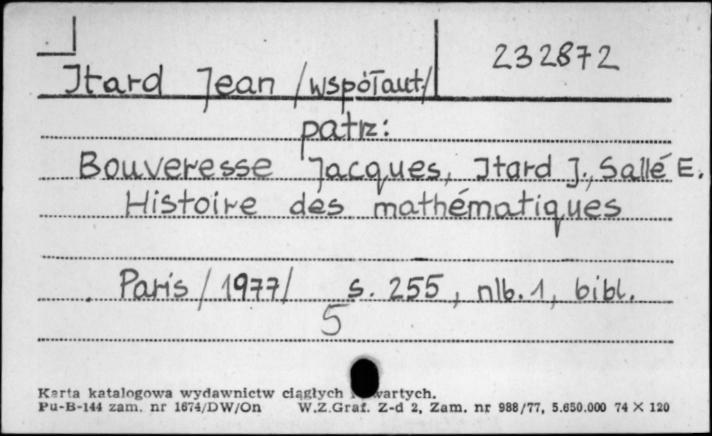 232872
Itard Jean /współaut/
patrz:
Bouveresse Jacques, Itard J., Sallé E.
Histoire des mathématiques
Paris /1977/ s. 255, nlb. 1, bibl.
5
Karta katalogowa wydawnictw ciągłych i zwartych.
Pu-B-144 zam. nr 1674/DW/On W.Z.Graf. Z-d 2, Zam. nr 988/77, 5.650.000 74 × 120